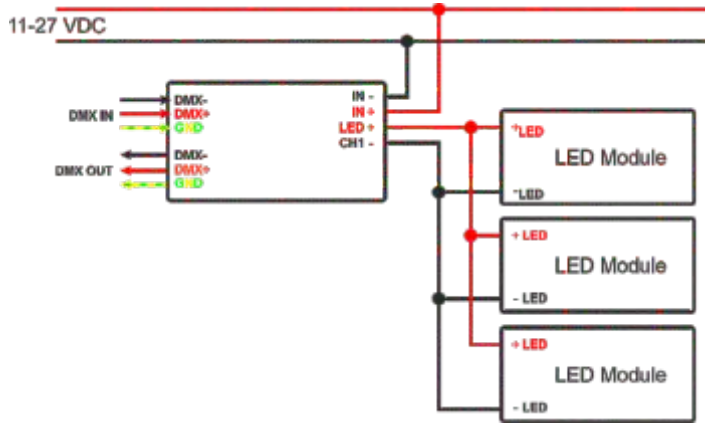 11-27 VDC
DMX IN
DMX-
DMX+
GND
DMX OUT
DMX-
DMX+
GND
IN -
IN +
LED +
CH1 -
+LED
LED Module
-LED
+ LED
LED Module
- LED
+ LED
LED Module
- LED